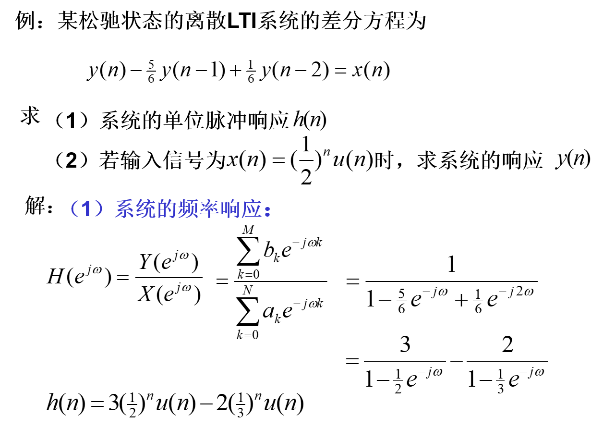 例：某松驰状态的离散LTI系统的差分方程为
y(n)−5/6 y(n−1)+1/6 y(n−2)=x(n)
求（1）系统的单位脉冲响应h(n)
（2）若输入信号为x(n)=(1/2)^n u(n)时，求系统的响应 y(n)
解：（1）系统的频率响应：
H(e^{jω}) = Y(e^{jω})/X(e^{jω}) = ∑_{k=0}^{M} b_k e^{−jωk} / ∑_{k=0}^{N} a_k e^{−jωk} = 1/(1−5/6 e^{−jω}+1/6 e^{−j2ω})
= 3/(1−1/2 e^{jω}) − 2/(1−1/3 e^{jω})
h(n)=3(1/2)^n u(n)−2(1/3)^n u(n)